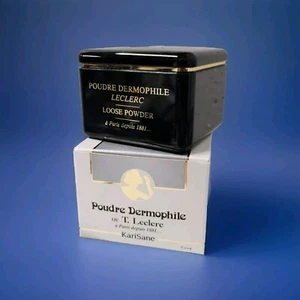 POUDRE DERMOPHILE
LECLERC
LOOSE POWDER
à Paris depuis 1881...
Poudre Dermophile
DE T. Leclerc
à Paris depuis 1881...
KariSane